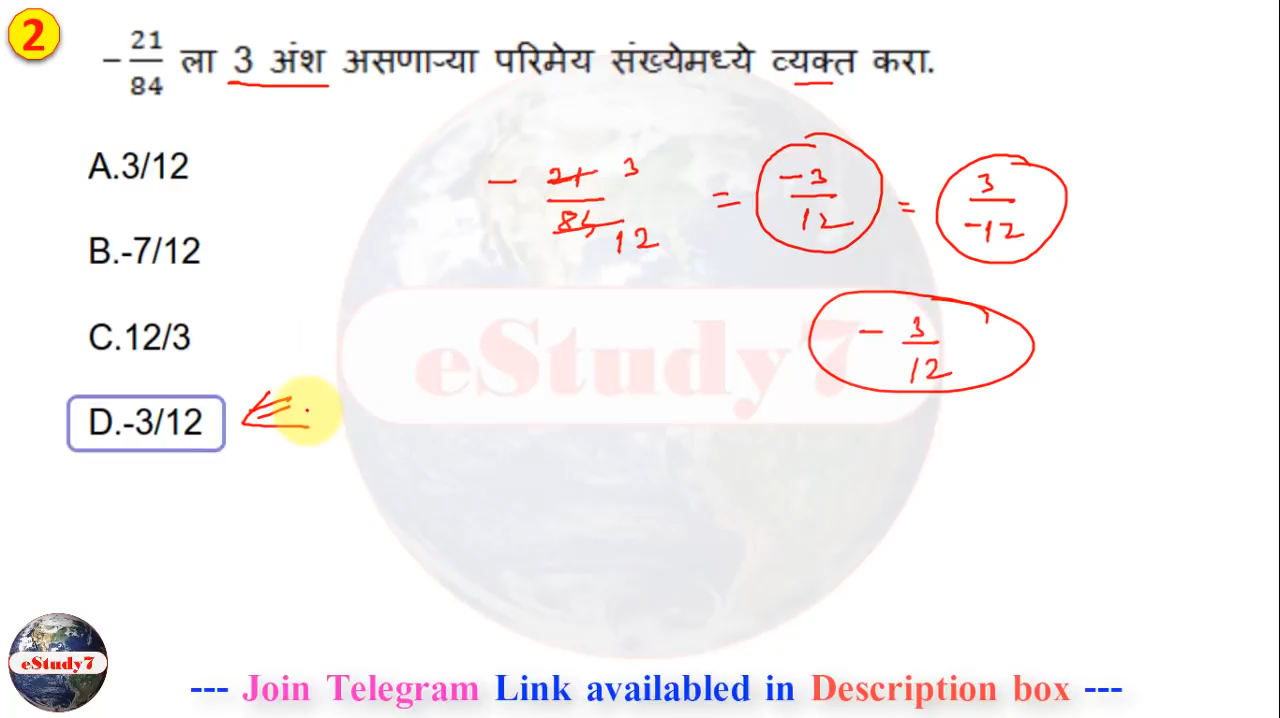 2
- 21/84 ला 3 अंश असणाऱ्या परिमेय संख्येमध्ये व्यक्त करा.
A.3/12
- 21/84 3/12 = -3/12 = 3/-12
B.-7/12
C.12/3
- 3/12
D.-3/12
eStudy7
eStudy7
--- Join Telegram Link availabled in Description box ---